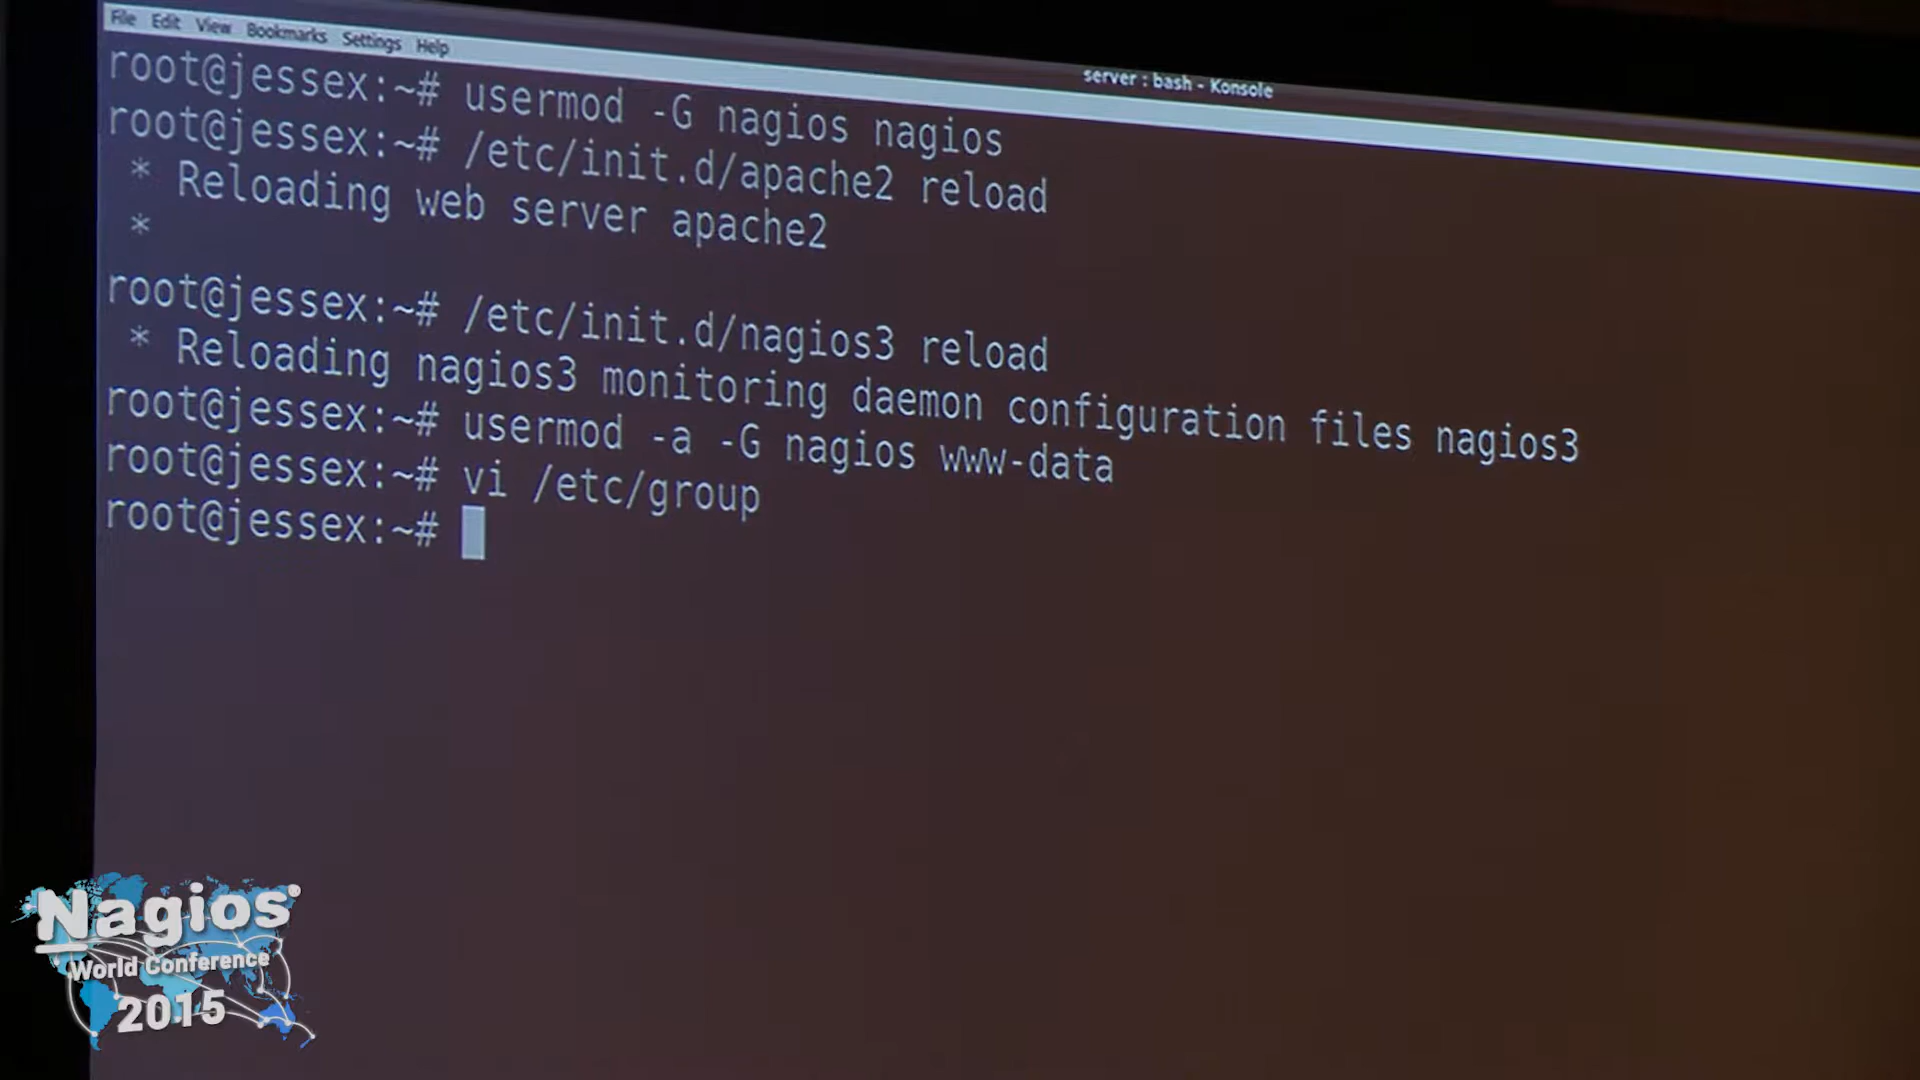 File Edit View Bookmarks Settings Help
server : bash - Konsole
root@jessex:~# usermod -G nagios nagios
root@jessex:~# /etc/init.d/apache2 reload
* Reloading web server apache2
*
root@jessex:~# /etc/init.d/nagios3 reload
* Reloading nagios3 monitoring daemon configuration files nagios3
root@jessex:~# usermod -a -G nagios www-data
root@jessex:~# vi /etc/group
root@jessex:~#
Nagios®
World Conference
2015